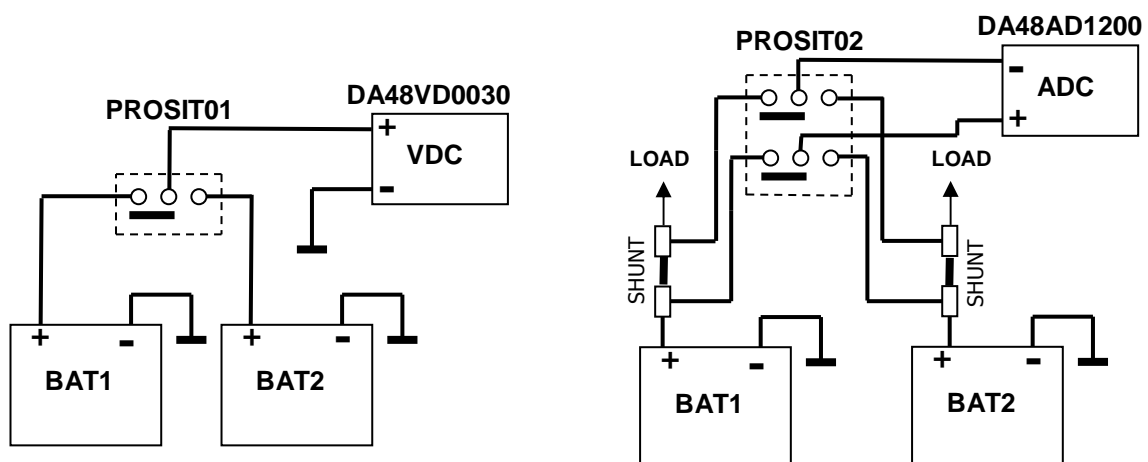 PROSIT01
DA48VD0030
+
VDC
-
+ - + -
BAT1 BAT2
PROSIT02
DA48AD1200
-
ADC
+
LOAD LOAD
SHUNT SHUNT
+ - + -
BAT1 BAT2